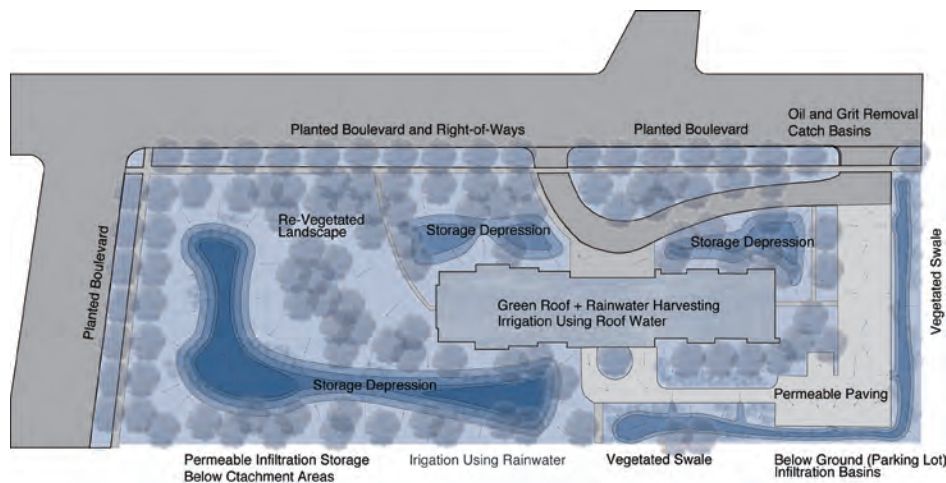 Oil and Grit Removal
Catch Basins
Planted Boulevard and Right-of-Ways
Planted Boulevard
Re-Vegetated
Landscape
Storage Depression
Storage Depression
Vegetated Swale
Planted Boulevard
Green Roof + Rainwater Harvesting
Irrigation Using Roof Water
Storage Depression
Permeable Paving
Permeable Infiltration Storage
Below Ctachment Areas
Irigation Using Rainwater
Vegetated Swale
Below Ground (Parking Lot)
Infiltration Basins